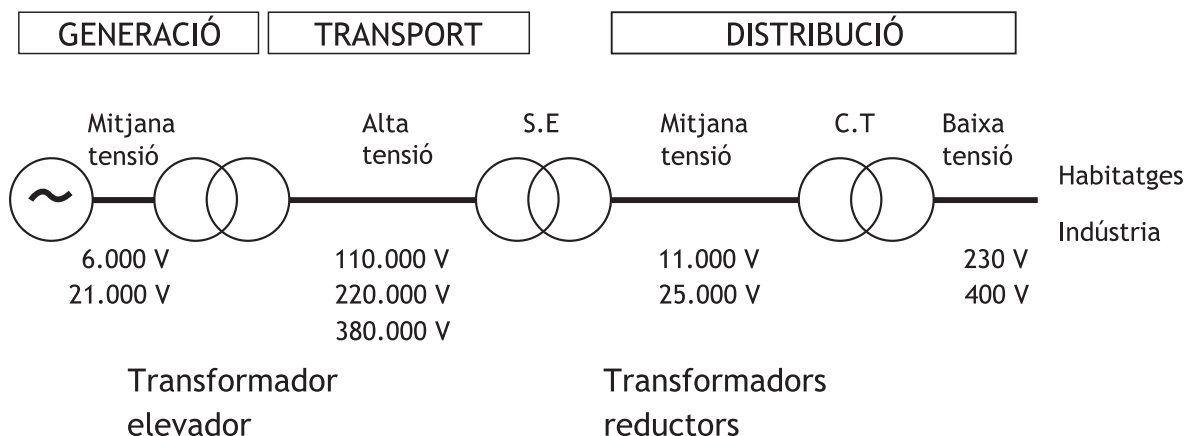 GENERACIÓ TRANSPORT DISTRIBUCIÓ
Mitjana
tensió
Alta
tensió
S.E
Mitjana
tensió
C.T
Baixa
tensió
~
Habitatges
Indústria
6.000 V
21.000 V
110.000 V
220.000 V
380.000 V
11.000 V
25.000 V
230 V
400 V
Transformador
elevador
Transformadors
reductors